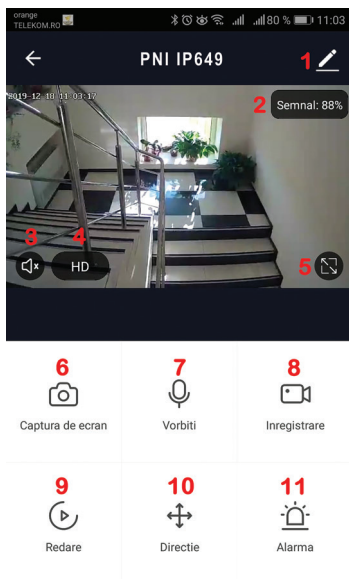 orange
TELEKOM.RO
80 % 11:03
PNI IP649
1
2019-12-18 11:03:17
2
Semnal: 88%
3
4
HD
5
6
7
8
Captura de ecran
Vorbiti
Inregistrare
9
10
11
Redare
Directie
Alarma